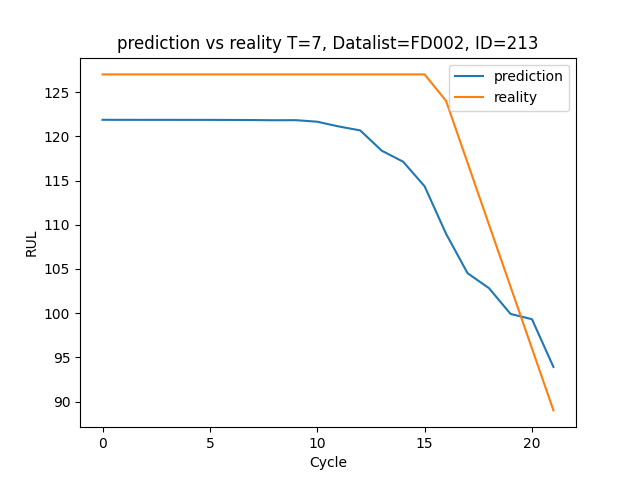 prediction vs reality T=7, Datalist=FD002, ID=213
prediction
reality
125
120
115
110
105
100
95
90
RUL
0 5 10 15 20
Cycle